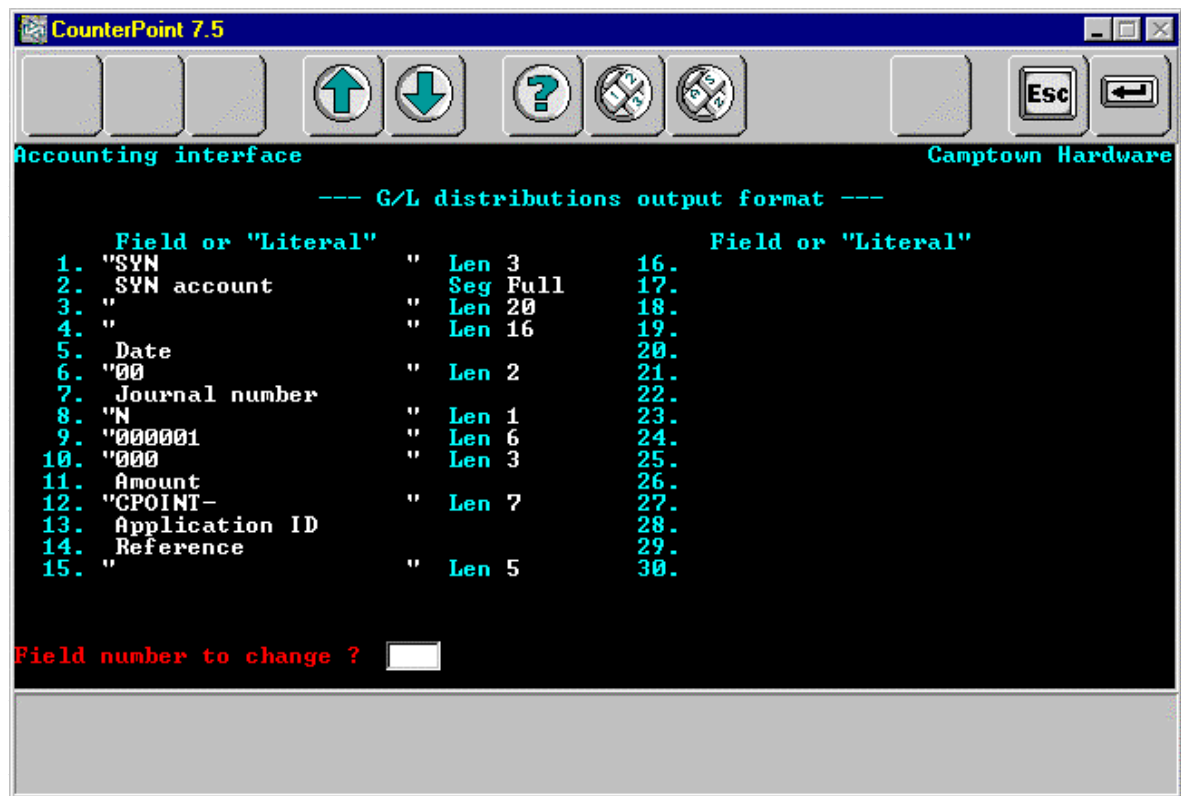 CounterPoint 7.5
Esc
Accounting interface Camptown Hardware
--- G/L distributions output format ---
Field or "Literal" Field or "Literal"
1. "SYN " Len 3 16.
2. SYN account Seg Full 17.
3. " " Len 20 18.
4. " " Len 16 19.
5. Date 20.
6. "00 " Len 2 21.
7. Journal number 22.
8. "N " Len 1 23.
9. "000001 " Len 6 24.
10. "000 " Len 3 25.
11. Amount 26.
12. "CPOINT- " Len 7 27.
13. Application ID 28.
14. Reference 29.
15. " " Len 5 30.
Field number to change ?